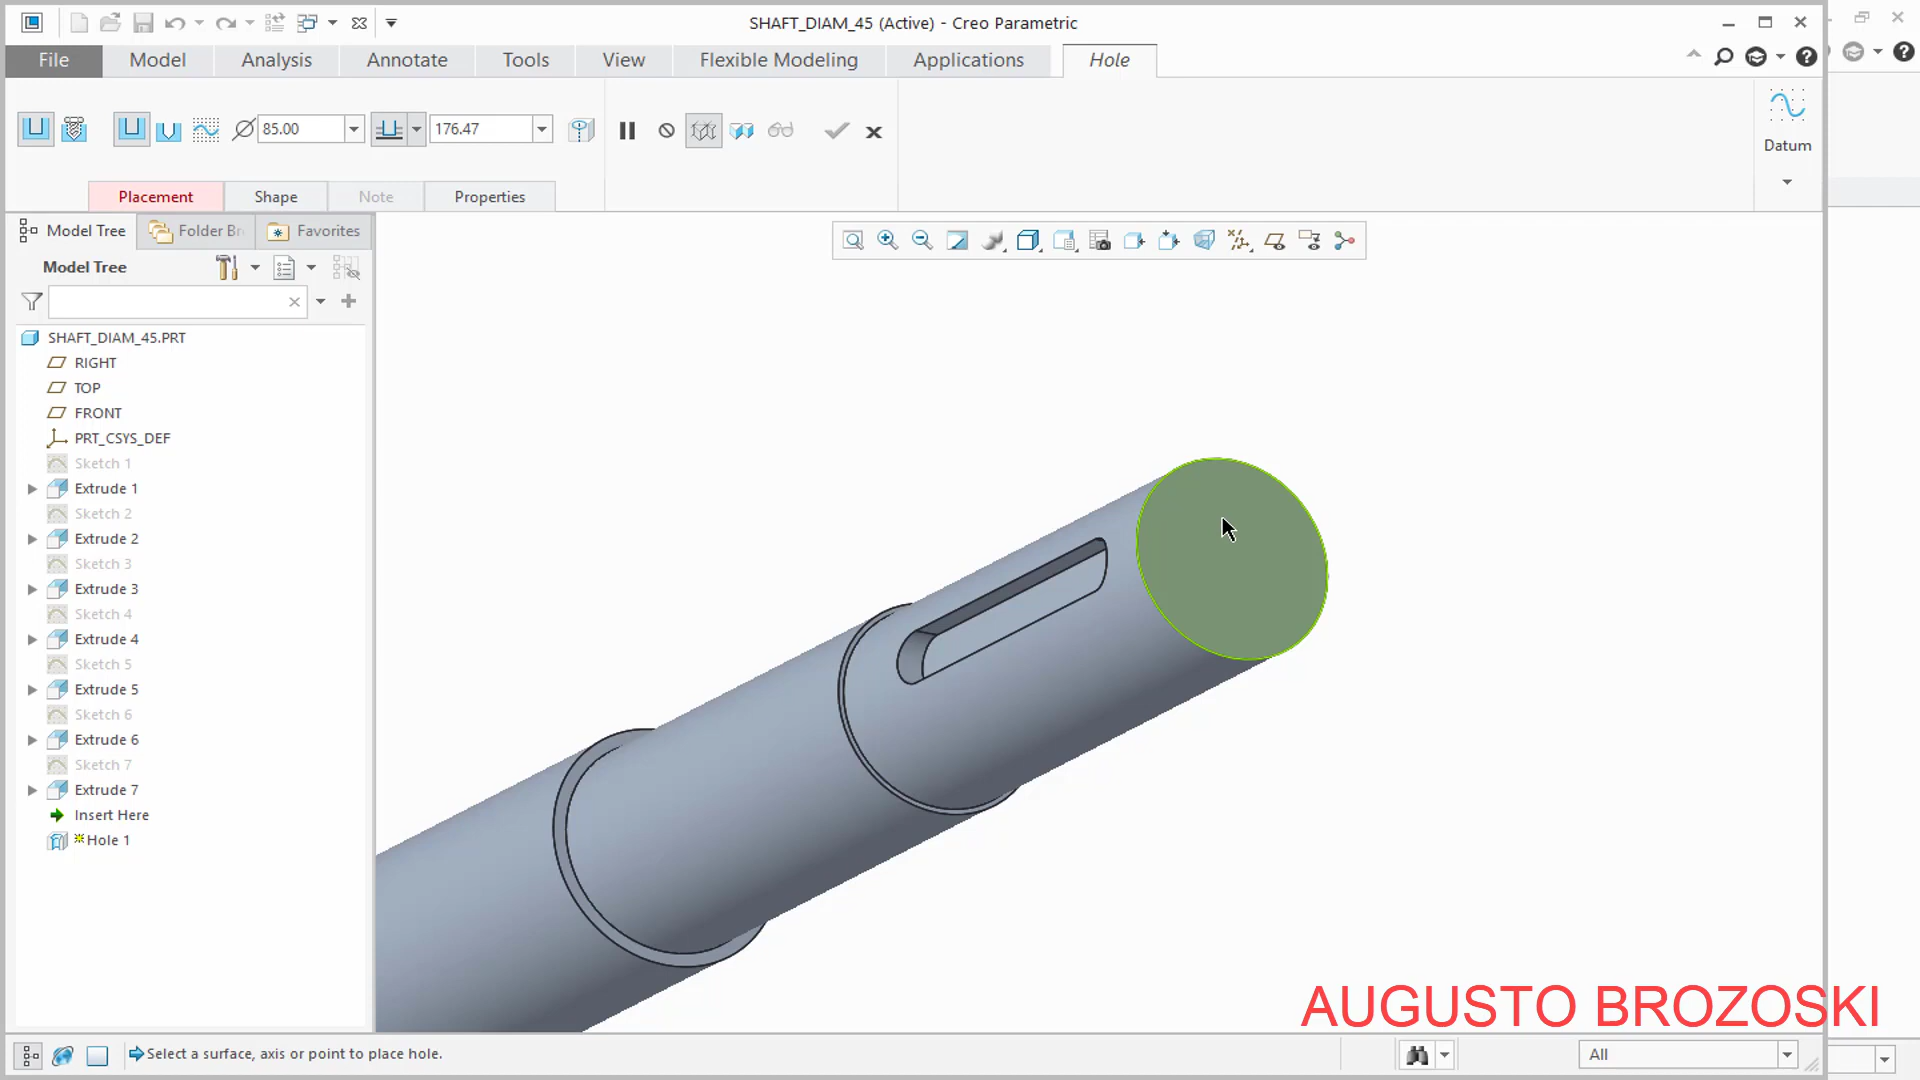 SHAFT_DIAM_45 (Active) - Creo Parametric
File Model Analysis Annotate Tools View Flexible Modeling Applications Hole
85.00 176.47
Datum
Placement Shape Note Properties
Model Tree Folder Br Favorites
Model Tree
SHAFT_DIAM_45.PRT
RIGHT
TOP
FRONT
PRT_CSYS_DEF
Sketch 1
Extrude 1
Sketch 2
Extrude 2
Sketch 3
Extrude 3
Sketch 4
Extrude 4
Sketch 5
Extrude 5
Sketch 6
Extrude 6
Sketch 7
Extrude 7
Insert Here
Hole 1
AUGUSTO BROZOSKI
Select a surface, axis or point to place hole.
All